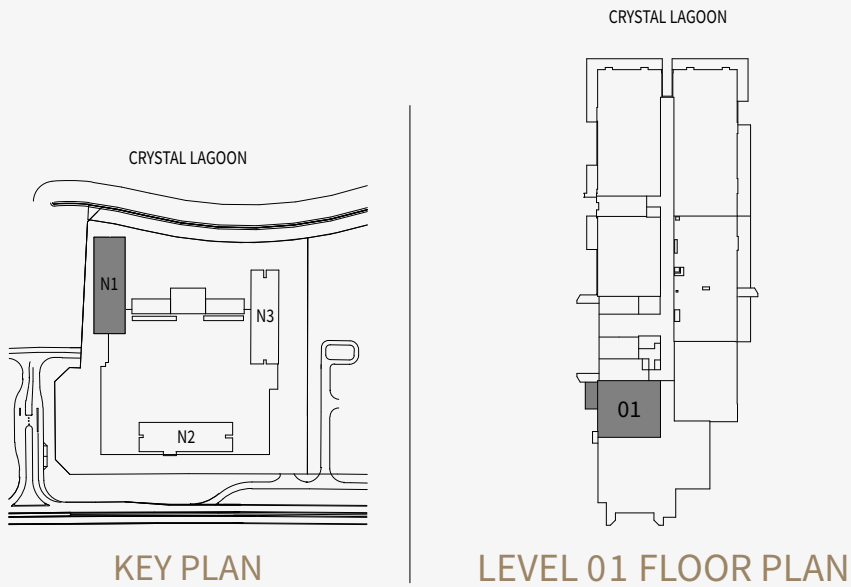 CRYSTAL LAGOON
N1
N3
N2
KEY PLAN
CRYSTAL LAGOON
01
LEVEL 01 FLOOR PLAN